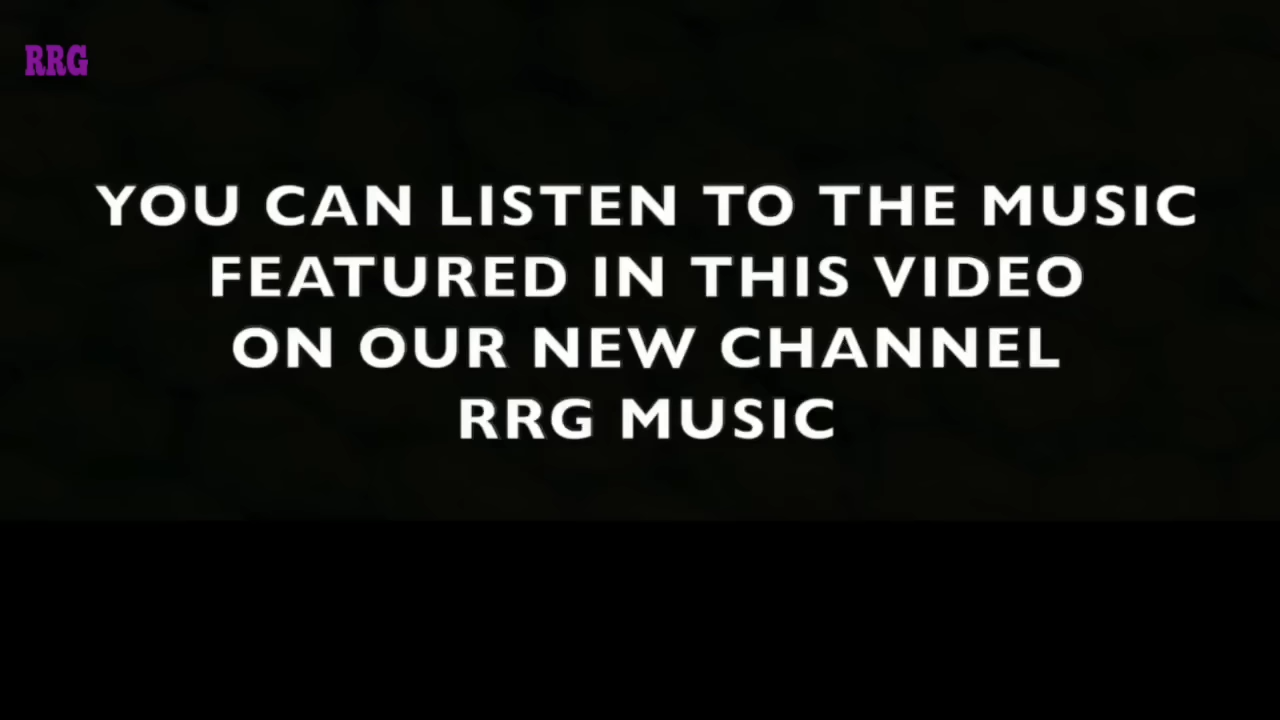 RRG
YOU CAN LISTEN TO THE MUSIC
FEATURED IN THIS VIDEO
ON OUR NEW CHANNEL
RRG MUSIC